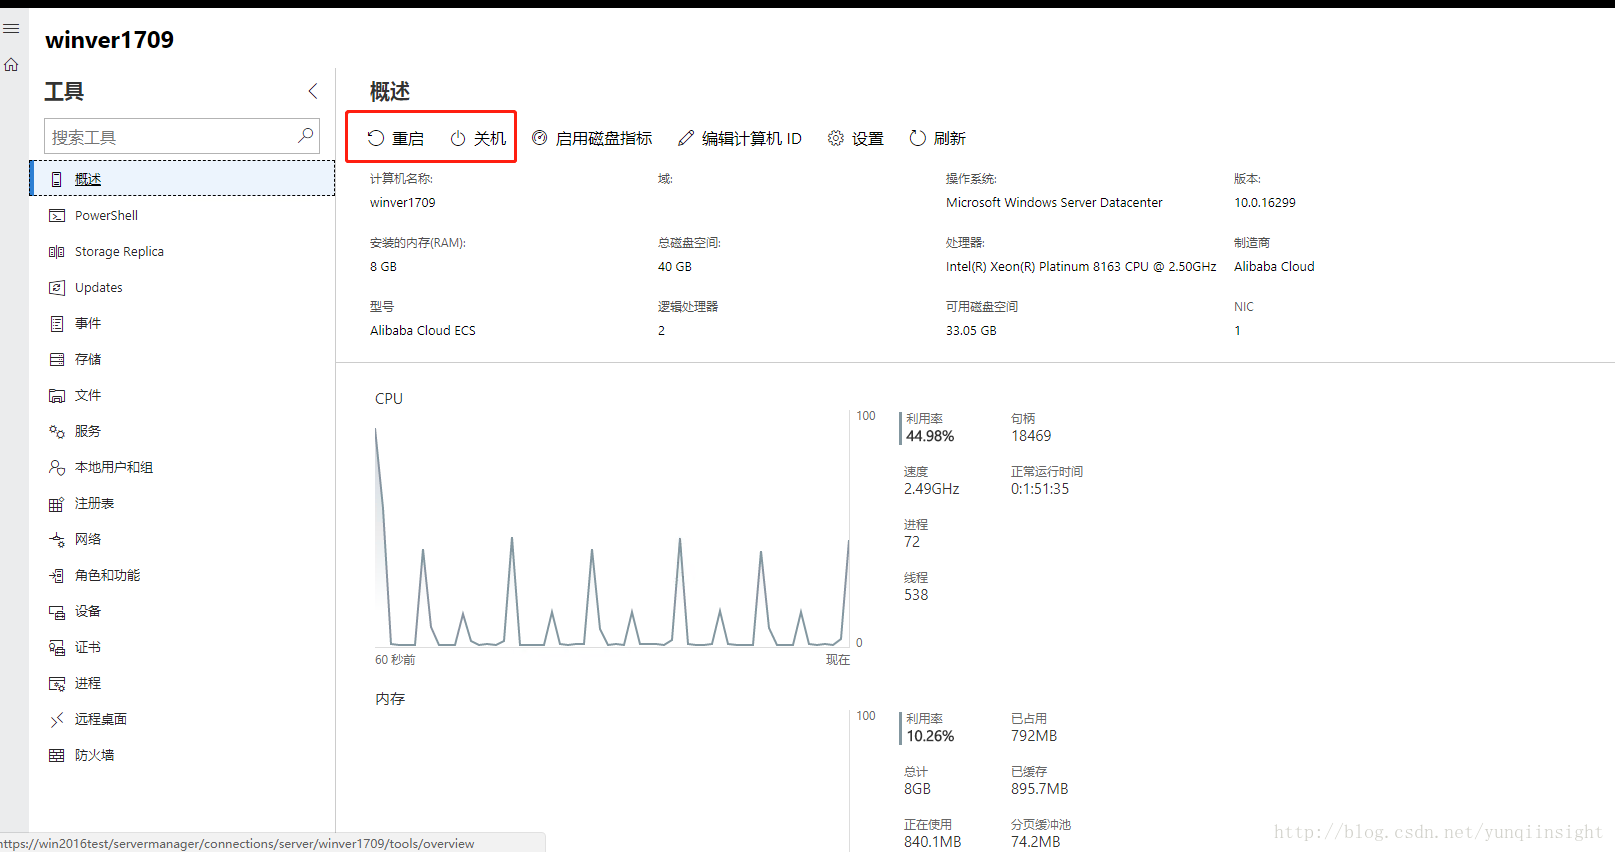 winver1709
工具
搜索工具
概述
PowerShell
Storage Replica
Updates
事件
存储
文件
服务
本地用户和组
注册表
网络
角色和功能
设备
证书
进程
远程桌面
防火墙
https://win2016test/servermanager/connections/server/winver1709/tools/overview
概述
重启 关机 启用磁盘指标 编辑计算机 ID 设置 刷新
计算机名称: 域: 操作系统: 版本:
winver1709 Microsoft Windows Server Datacenter 10.0.16299
安装的内存(RAM): 总磁盘空间: 处理器: 制造商
8 GB 40 GB Intel(R) Xeon(R) Platinum 8163 CPU @ 2.50GHz Alibaba Cloud
型号 逻辑处理器 可用磁盘空间 NIC
Alibaba Cloud ECS 2 33.05 GB 1
CPU
100
0
60 秒前 现在
利用率 句柄
44.98% 18469
速度 正常运行时间
2.49GHz 0:1:51:35
进程
72
线程
538
内存
100
利用率 已占用
10.26% 792MB
总计 已缓存
8GB 895.7MB
正在使用 分页缓冲池
840.1MB 74.2MB
http://blog.csdn.net/yunqiinsight